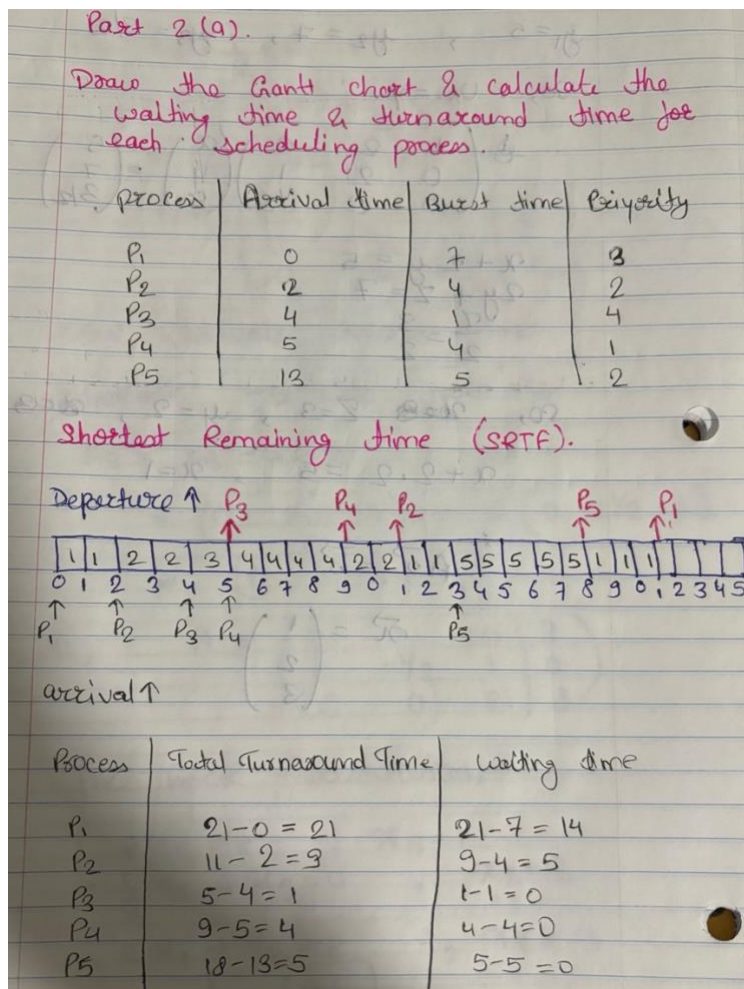 Part 2 (a).
Draw the Gantt chart & calculate the
waiting time & turnaround time for
each scheduling process.
process Arrival time Burst time Priyority
P1 0 7 3
P2 2 4 2
P3 4 1 4
P4 5 4 1
P5 13 5 2
Shortest Remaining time (SRTF).
Departure ↑ P3 P4 P2 P5 P1
1 1 2 2 3 4 4 4 4 2 2 1 1 5 5 5 5 5 1 1 1
0 1 2 3 4 5 6 7 8 9 0 1 2 3 4 5 6 7 8 9 0 1 2 3 4 5
↑ ↑ ↑ ↑ ↑
P1 P2 P3 P4 P5
arrival ↑
Process Total Turnaround Time waiting time
P1 21-0 = 21 21-7 = 14
P2 11-2 = 9 9-4 = 5
P3 5-4 = 1 1-1 = 0
P4 9-5 = 4 4-4 = 0
P5 18-13 = 5 5-5 = 0